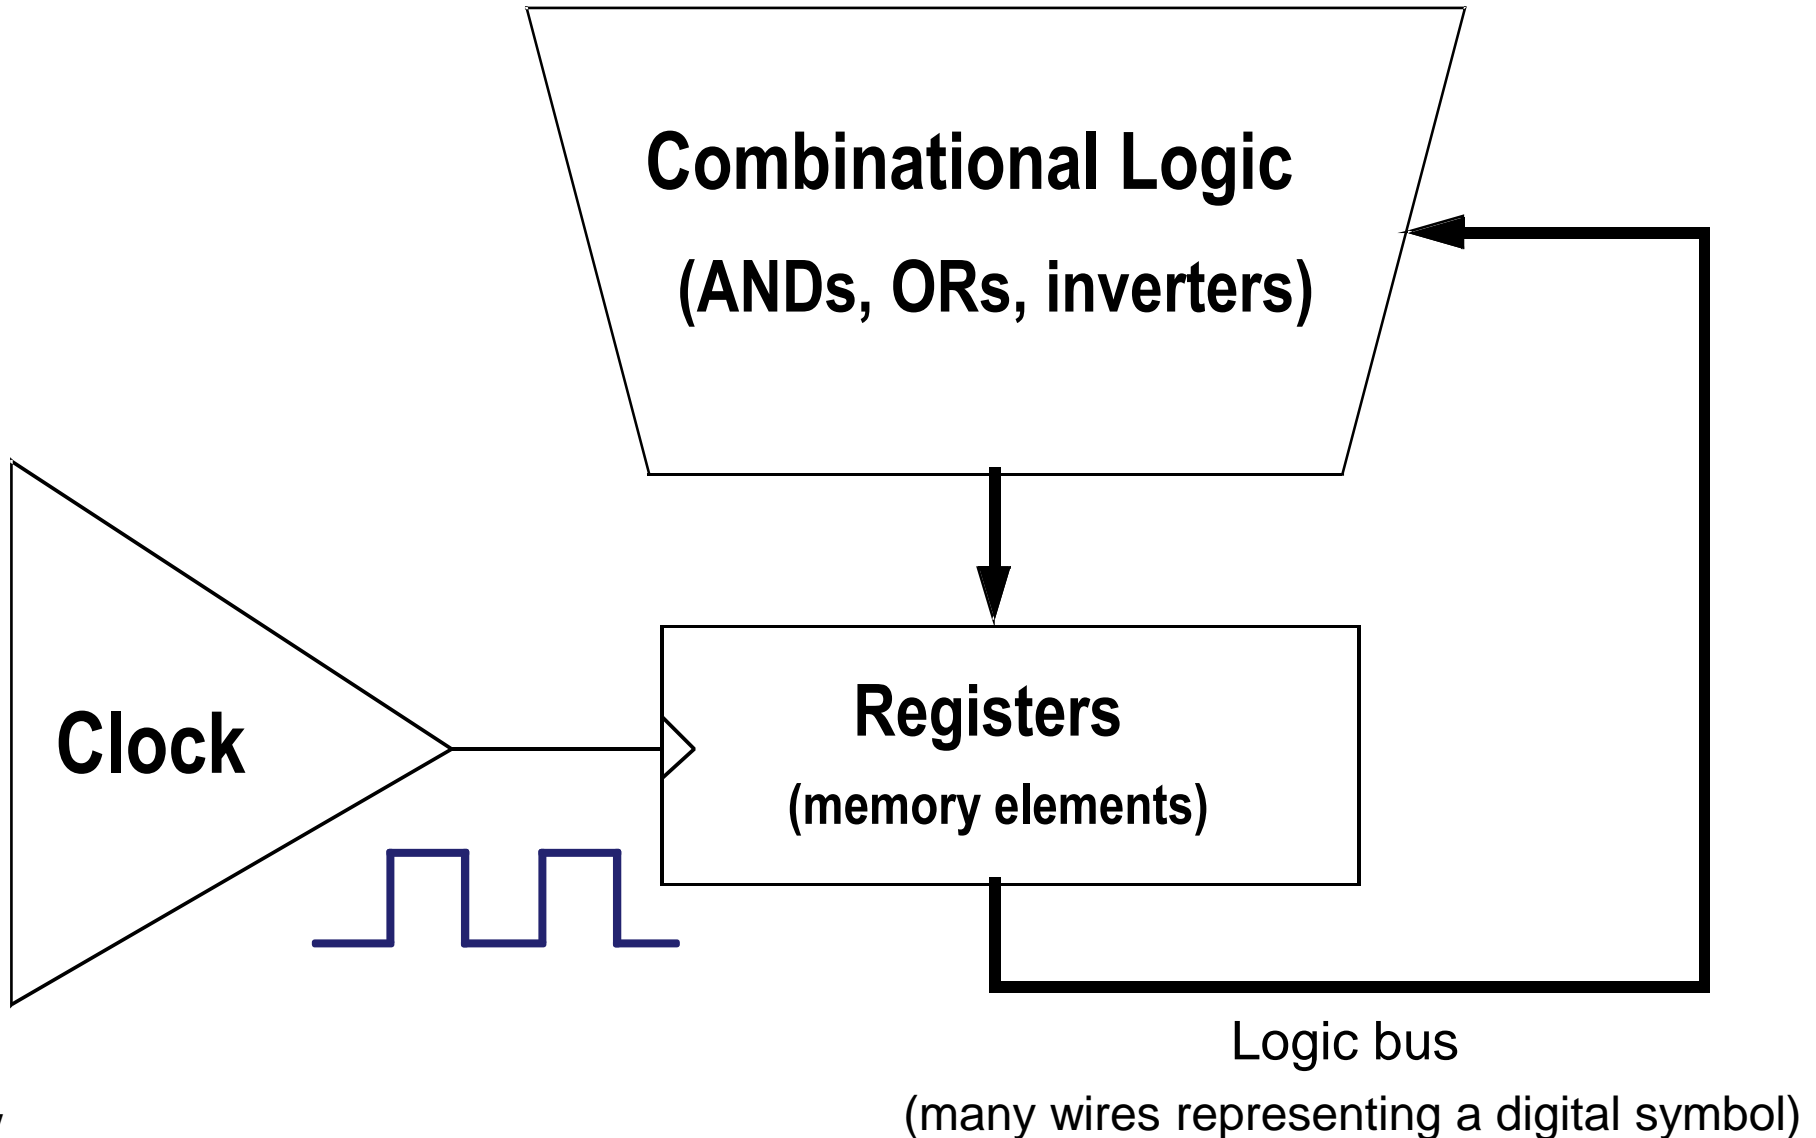 Combinational Logic
(ANDs, ORs, inverters)
Clock
Registers
(memory elements)
Logic bus
(many wires representing a digital symbol)